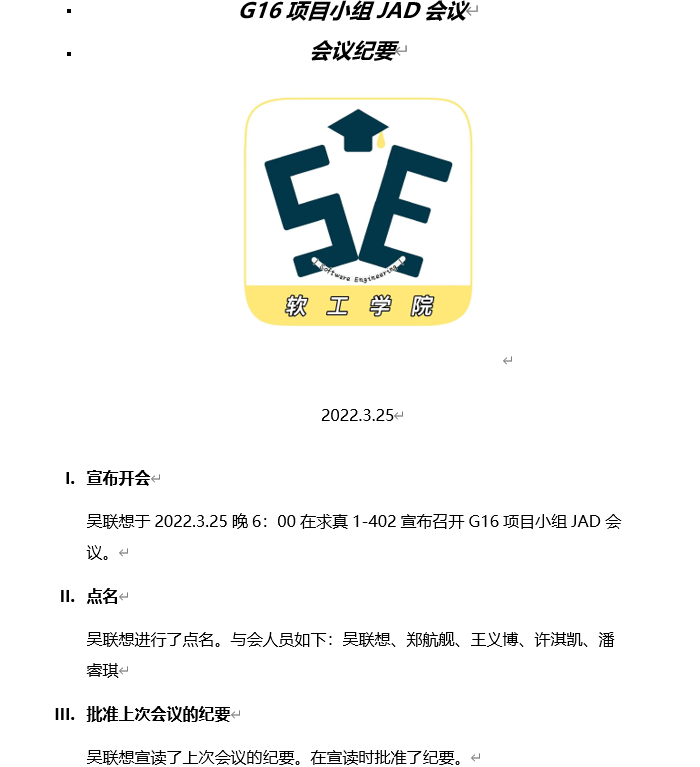 G16 项目小组 JAD 会议
会议纪要
SE
Software Engineering
软工学院
2022.3.25
I. 宣布开会
吴联想于 2022.3.25 晚 6：00 在求真 1-402 宣布召开 G16 项目小组 JAD 会
议。
II. 点名
吴联想进行了点名。与会人员如下：吴联想、郑航舰、王义博、许淇凯、潘
睿琪
III. 批准上次会议的纪要
吴联想宣读了上次会议的纪要。在宣读时批准了纪要。